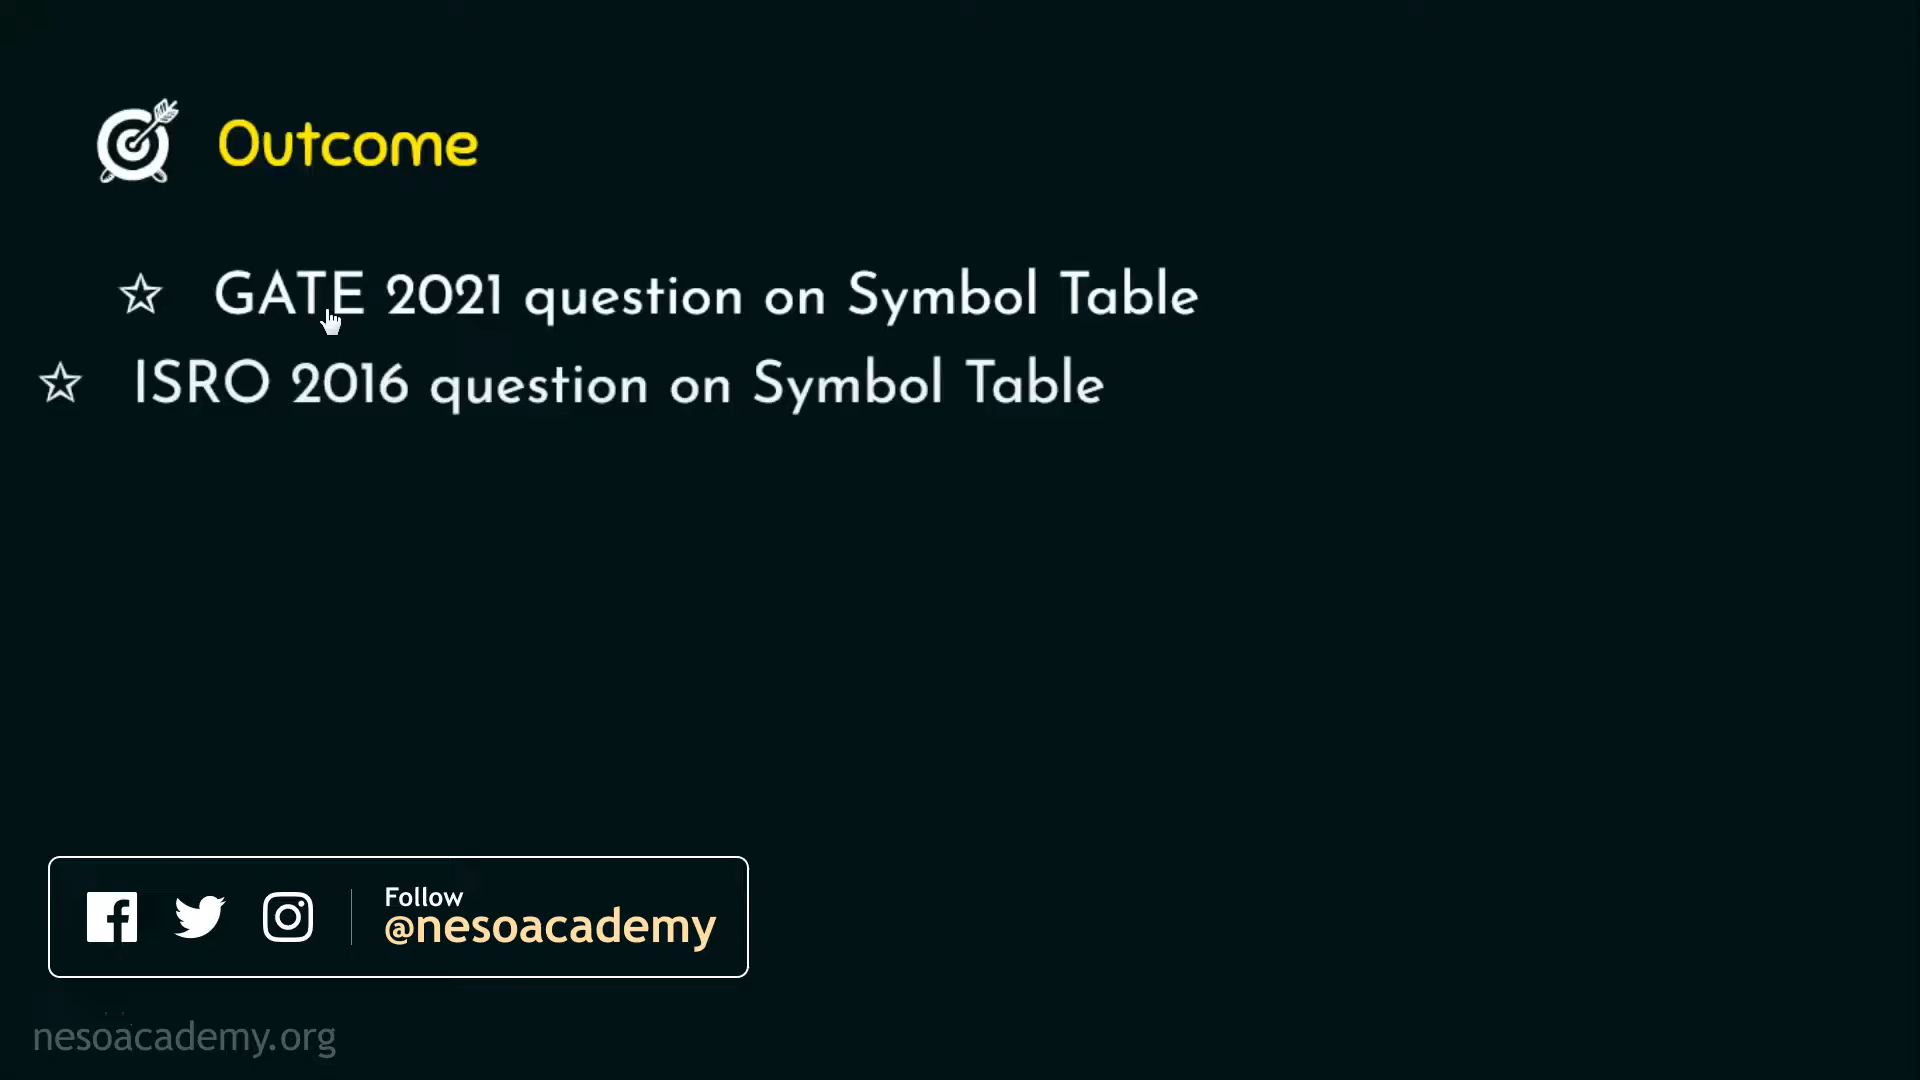 Outcome
☆ GATE 2021 question on Symbol Table
☆ ISRO 2016 question on Symbol Table
Follow
@nesoacademy
nesoacademy.org